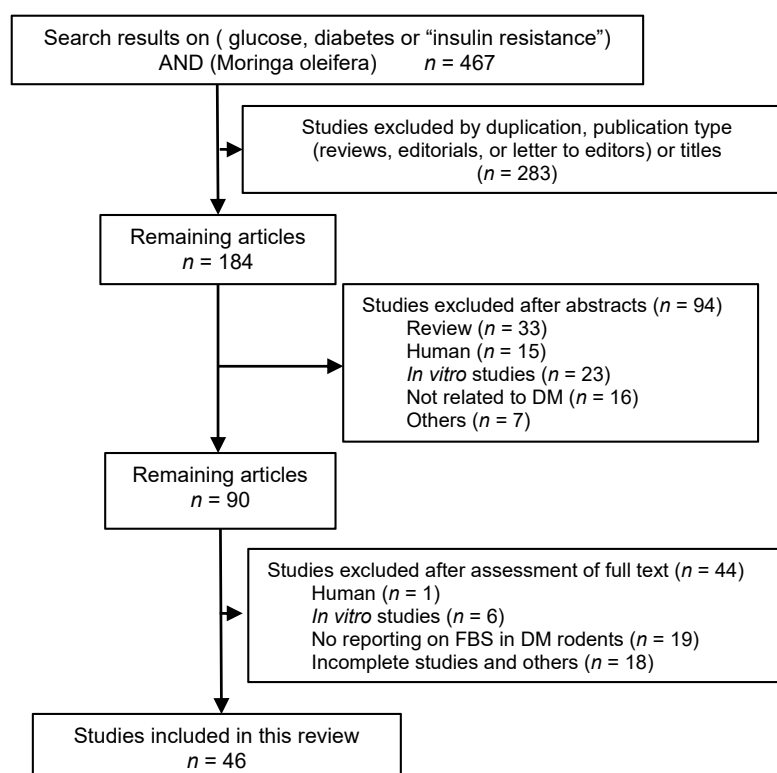 Search results on ( glucose, diabetes or “insulin resistance”)
AND (Moringa oleifera) n = 467
Studies excluded by duplication, publication type
(reviews, editorials, or letter to editors) or titles
(n = 283)
Remaining articles
n = 184
Studies excluded after abstracts (n = 94)
Review (n = 33)
Human (n = 15)
In vitro studies (n = 23)
Not related to DM (n = 16)
Others (n = 7)
Remaining articles
n = 90
Studies excluded after assessment of full text (n = 44)
Human (n = 1)
In vitro studies (n = 6)
No reporting on FBS in DM rodents (n = 19)
Incomplete studies and others (n = 18)
Studies included in this review
n = 46